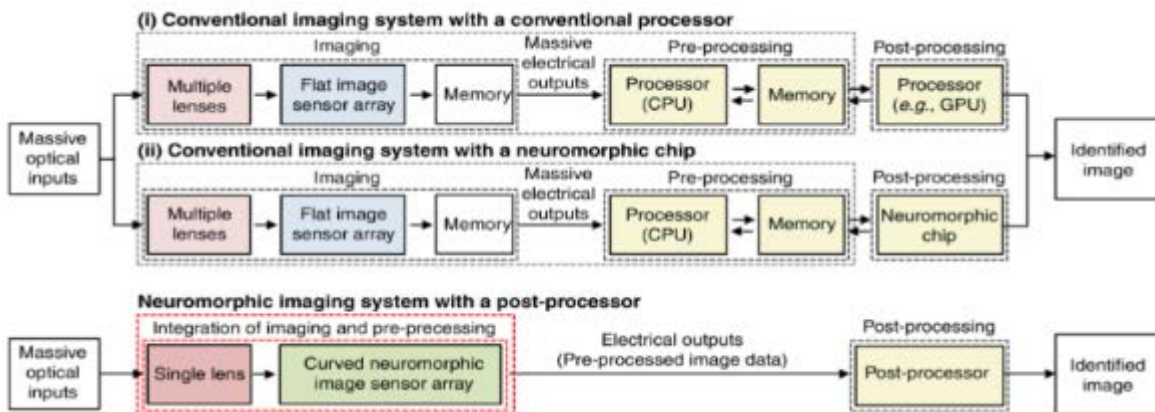 (i) Conventional imaging system with a conventional processor
Imaging
Massive
electrical
outputs
Pre-processing
Post-processing
Multiple
lenses
Flat image
sensor array
Memory
Processor
(CPU)
Memory
Processor
(e.g., GPU)
Massive
optical
inputs
Identified
image
(ii) Conventional imaging system with a neuromorphic chip
Imaging
Massive
electrical
outputs
Pre-processing
Post-processing
Multiple
lenses
Flat image
sensor array
Memory
Processor
(CPU)
Memory
Neuromorphic
chip
Neuromorphic imaging system with a post-processor
Integration of imaging and pre-precessing
Massive
optical
inputs
Single lens
Curved neuromorphic
image sensor array
Electrical outputs
(Pre-processed image data)
Post-processing
Post-processor
Identified
image